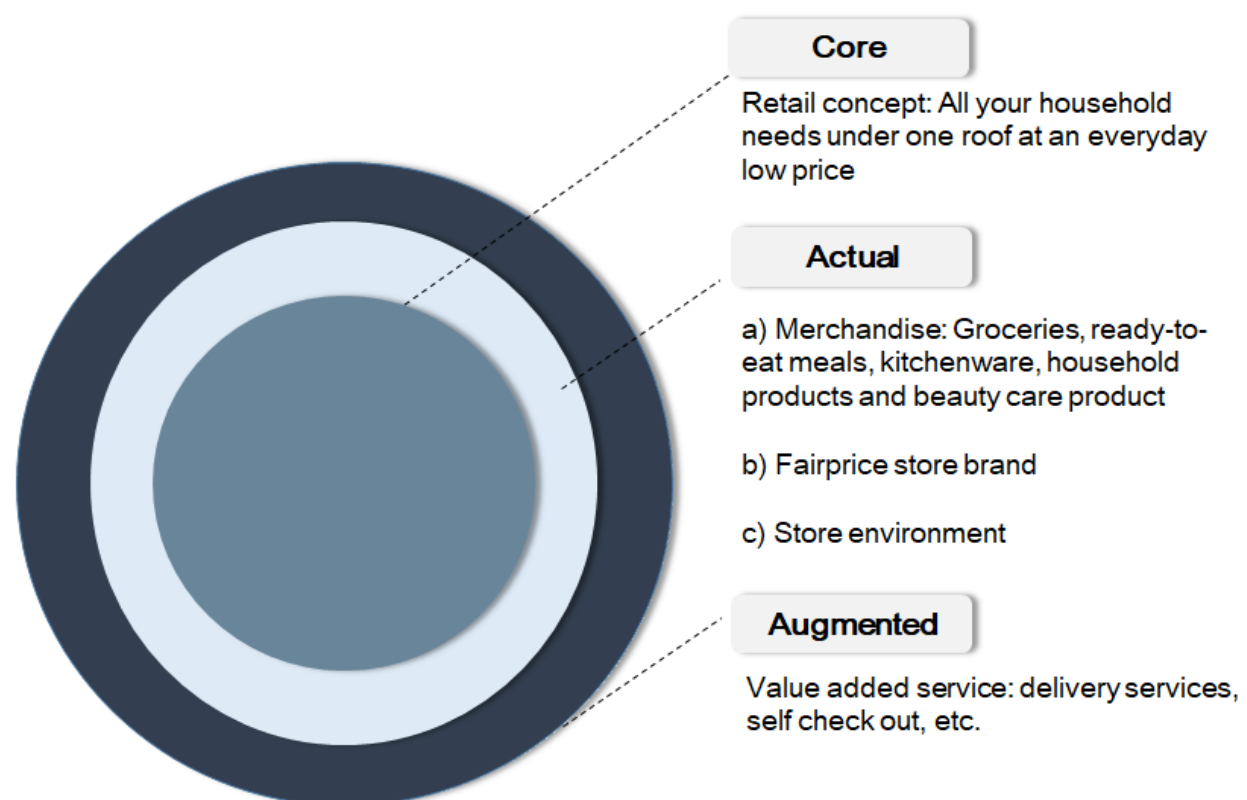 Core
Retail concept: All your household
needs under one roof at an everyday
low price
Actual
a) Merchandise: Groceries, ready-to-
eat meals, kitchenware, household
products and beauty care product
b) Fairprice store brand
c) Store environment
Augmented
Value added service: delivery services,
self check out, etc.